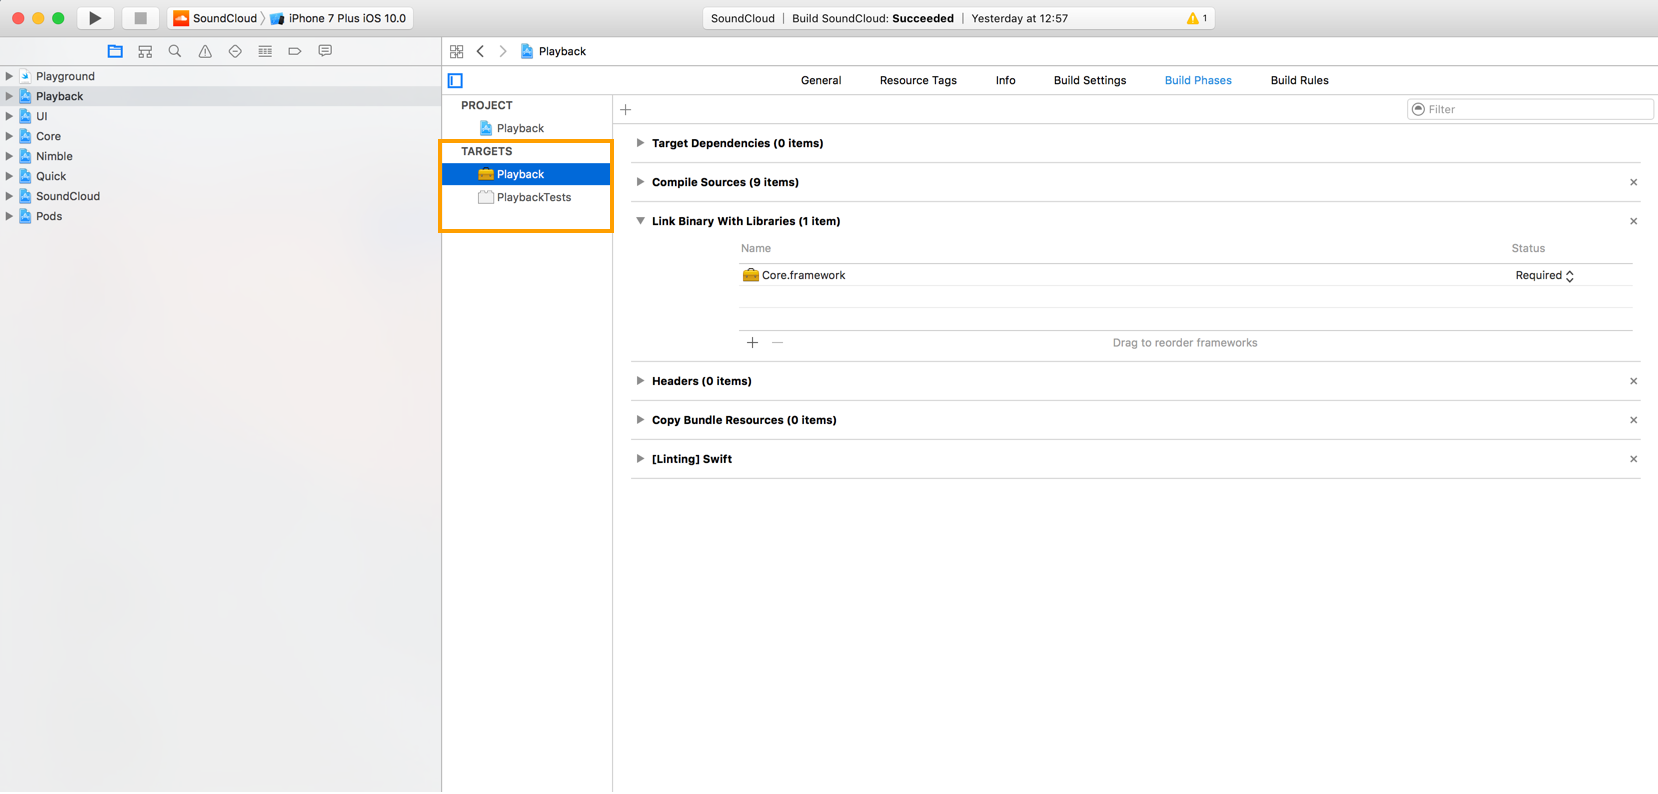 SoundCloud iPhone 7 Plus iOS 10.0
SoundCloud | Build SoundCloud: Succeeded | Yesterday at 12:57
1
Playback
Playground
Playback
UI
Core
Nimble
Quick
SoundCloud
Pods
General Resource Tags Info Build Settings Build Phases Build Rules
PROJECT
Playback
TARGETS
Playback
PlaybackTests
Filter
Target Dependencies (0 items)
Compile Sources (9 items)
Link Binary With Libraries (1 item)
Name Status
Core.framework Required
Drag to reorder frameworks
Headers (0 items)
Copy Bundle Resources (0 items)
[Linting] Swift